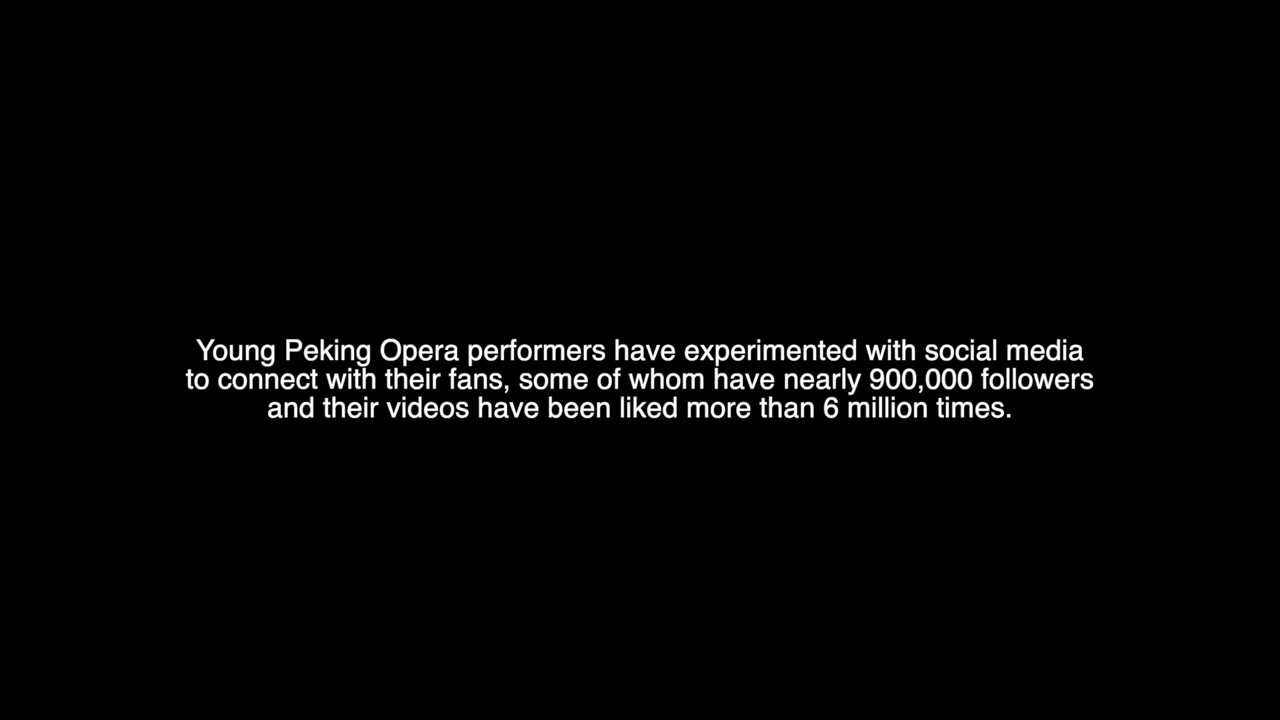 Young Peking Opera performers have experimented with social media
to connect with their fans, some of whom have nearly 900,000 followers
and their videos have been liked more than 6 million times.